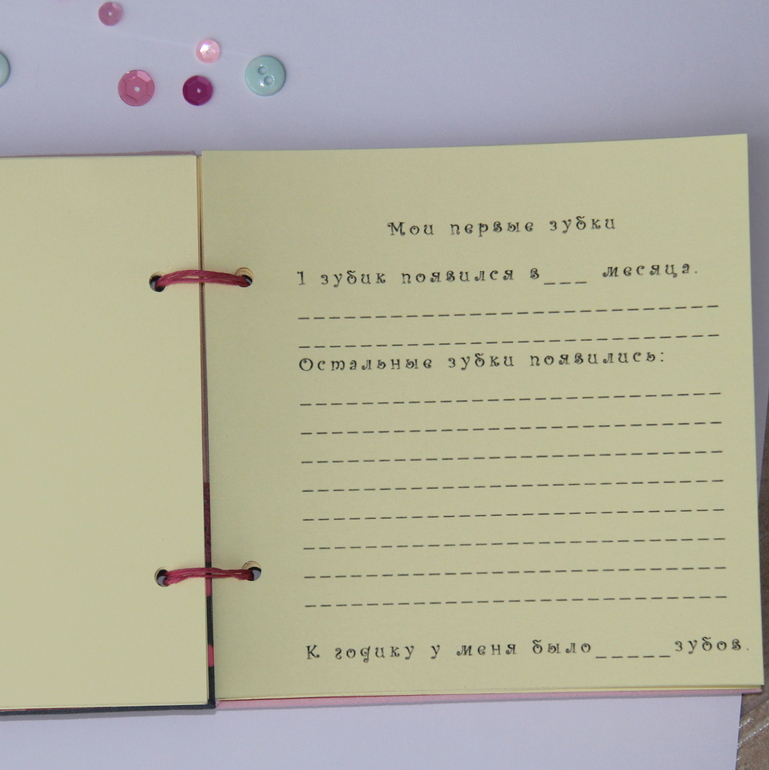 Мои первые зубки
1 зубик появился в___ месяца.
Остальные зубки появились:
К годику у меня было_____зубов.